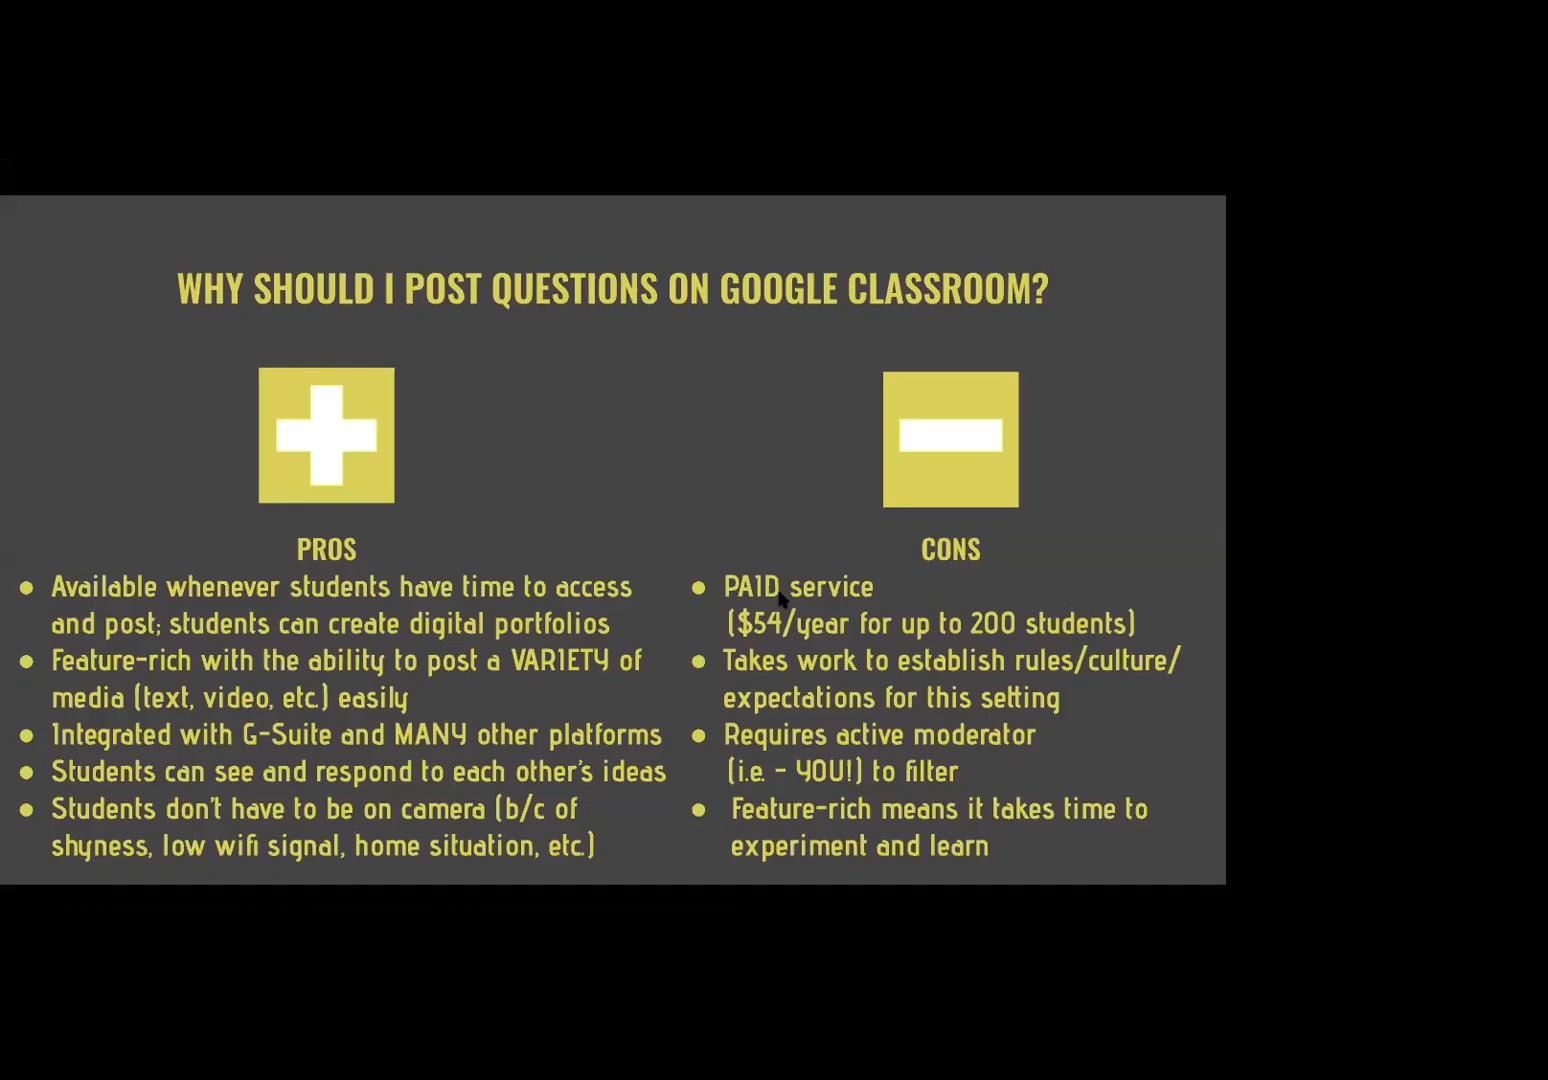 WHY SHOULD I POST QUESTIONS ON GOOGLE CLASSROOM?
PROS
● Available whenever students have time to access
and post; students can create digital portfolios
● Feature-rich with the ability to post a VARIETY of
media (text, video, etc.) easily
● Integrated with G-Suite and MANY other platforms
● Students can see and respond to each other's ideas
● Students don't have to be on camera (b/c of
shyness, low wifi signal, home situation, etc.)
CONS
● PAID service
($54/year for up to 200 students)
● Takes work to establish rules/culture/
expectations for this setting
● Requires active moderator
(i.e. - YOU!) to filter
● Feature-rich means it takes time to
experiment and learn